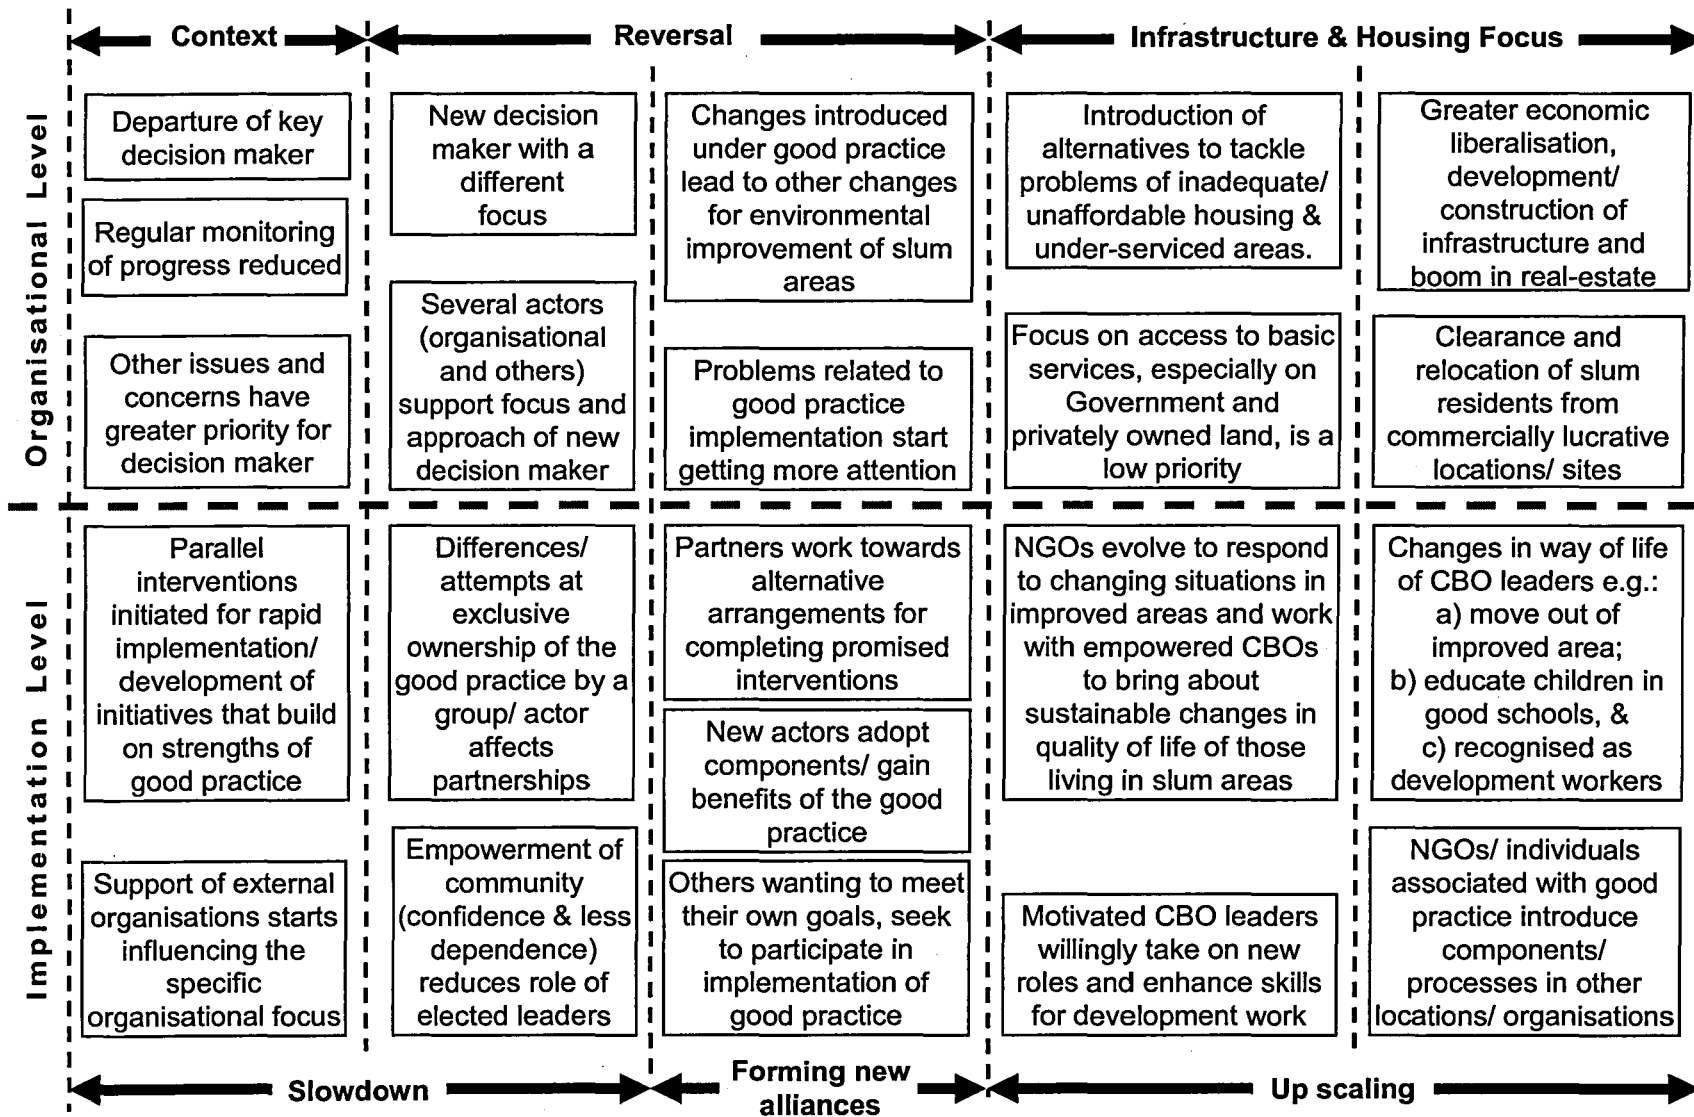 Context
Reversal
Infrastructure & Housing Focus
Organisational Level
Departure of key
decision maker
Regular monitoring
of progress reduced
Other issues and
concerns have
greater priority for
decision maker
New decision
maker with a
different
focus
Several actors
(organisational
and others)
support focus and
approach of new
decision maker
Changes introduced
under good practice
lead to other changes
for environmental
improvement of slum
areas
Problems related to
good practice
implementation start
getting more attention
Introduction of
alternatives to tackle
problems of inadequate/
unaffordable housing &
under-serviced areas.
Focus on access to basic
services, especially on
Government and
privately owned land, is a
low priority
Greater economic
liberalisation,
development/
construction of
infrastructure and
boom in real-estate
Clearance and
relocation of slum
residents from
commercially lucrative
locations/ sites
Implementation Level
Parallel
interventions
initiated for rapid
implementation/
development of
initiatives that build
on strengths of
good practice
Support of external
organisations starts
influencing the
specific
organisational focus
Differences/
attempts at
exclusive
ownership of the
good practice by a
group/ actor
affects
partnerships
Empowerment of
community
(confidence & less
dependence)
reduces role of
elected leaders
Partners work towards
alternative
arrangements for
completing promised
interventions
New actors adopt
components/ gain
benefits of the good
practice
Others wanting to meet
their own goals, seek
to participate in
implementation of
good practice
NGOs evolve to respond
to changing situations in
improved areas and work
with empowered CBOs
to bring about
sustainable changes in
quality of life of those
living in slum areas
Motivated CBO leaders
willingly take on new
roles and enhance skills
for development work
Changes in way of life
of CBO leaders e.g.:
a) move out of
improved area;
b) educate children in
good schools, &
c) recognised as
development workers
NGOs/ individuals
associated with good
practice introduce
components/
processes in other
locations/ organisations
Slowdown
Forming new
alliances
Up scaling